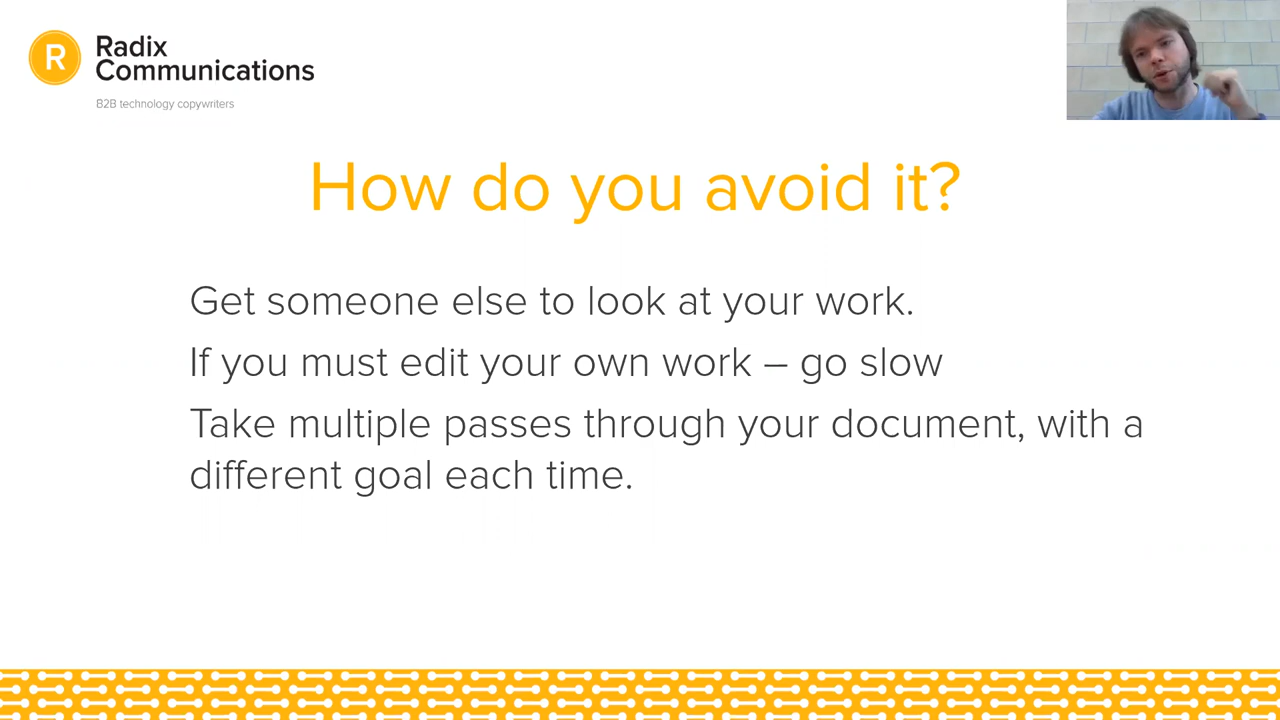 R
Radix
Communications
B2B technology copywriters
How do you avoid it?
Get someone else to look at your work.
If you must edit your own work – go slow
Take multiple passes through your document, with a
different goal each time.